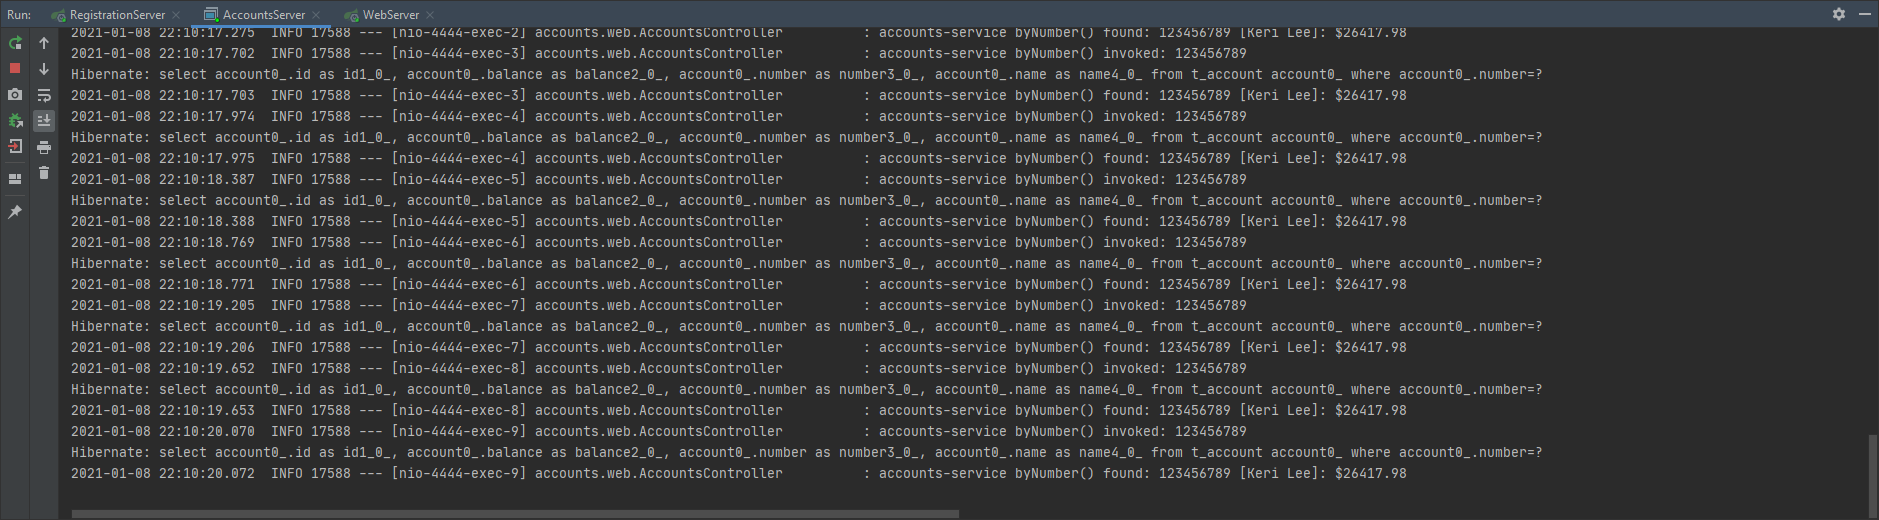 Run: RegistrationServer AccountsServer WebServer
2021-01-08 22:10:17.275  INFO 17588 --- [nio-4444-exec-2] accounts.web.AccountsController          : accounts-service byNumber() found: 123456789 [Keri Lee]: $26417.98
2021-01-08 22:10:17.702  INFO 17588 --- [nio-4444-exec-3] accounts.web.AccountsController          : accounts-service byNumber() invoked: 123456789
Hibernate: select account0_.id as id1_0_, account0_.balance as balance2_0_, account0_.number as number3_0_, account0_.name as name4_0_ from t_account account0_ where account0_.number=?
2021-01-08 22:10:17.703  INFO 17588 --- [nio-4444-exec-3] accounts.web.AccountsController          : accounts-service byNumber() found: 123456789 [Keri Lee]: $26417.98
2021-01-08 22:10:17.974  INFO 17588 --- [nio-4444-exec-4] accounts.web.AccountsController          : accounts-service byNumber() invoked: 123456789
Hibernate: select account0_.id as id1_0_, account0_.balance as balance2_0_, account0_.number as number3_0_, account0_.name as name4_0_ from t_account account0_ where account0_.number=?
2021-01-08 22:10:17.975  INFO 17588 --- [nio-4444-exec-4] accounts.web.AccountsController          : accounts-service byNumber() found: 123456789 [Keri Lee]: $26417.98
2021-01-08 22:10:18.387  INFO 17588 --- [nio-4444-exec-5] accounts.web.AccountsController          : accounts-service byNumber() invoked: 123456789
Hibernate: select account0_.id as id1_0_, account0_.balance as balance2_0_, account0_.number as number3_0_, account0_.name as name4_0_ from t_account account0_ where account0_.number=?
2021-01-08 22:10:18.388  INFO 17588 --- [nio-4444-exec-5] accounts.web.AccountsController          : accounts-service byNumber() found: 123456789 [Keri Lee]: $26417.98
2021-01-08 22:10:18.769  INFO 17588 --- [nio-4444-exec-6] accounts.web.AccountsController          : accounts-service byNumber() invoked: 123456789
Hibernate: select account0_.id as id1_0_, account0_.balance as balance2_0_, account0_.number as number3_0_, account0_.name as name4_0_ from t_account account0_ where account0_.number=?
2021-01-08 22:10:18.771  INFO 17588 --- [nio-4444-exec-6] accounts.web.AccountsController          : accounts-service byNumber() found: 123456789 [Keri Lee]: $26417.98
2021-01-08 22:10:19.205  INFO 17588 --- [nio-4444-exec-7] accounts.web.AccountsController          : accounts-service byNumber() invoked: 123456789
Hibernate: select account0_.id as id1_0_, account0_.balance as balance2_0_, account0_.number as number3_0_, account0_.name as name4_0_ from t_account account0_ where account0_.number=?
2021-01-08 22:10:19.206  INFO 17588 --- [nio-4444-exec-7] accounts.web.AccountsController          : accounts-service byNumber() found: 123456789 [Keri Lee]: $26417.98
2021-01-08 22:10:19.652  INFO 17588 --- [nio-4444-exec-8] accounts.web.AccountsController          : accounts-service byNumber() invoked: 123456789
Hibernate: select account0_.id as id1_0_, account0_.balance as balance2_0_, account0_.number as number3_0_, account0_.name as name4_0_ from t_account account0_ where account0_.number=?
2021-01-08 22:10:19.653  INFO 17588 --- [nio-4444-exec-8] accounts.web.AccountsController          : accounts-service byNumber() found: 123456789 [Keri Lee]: $26417.98
2021-01-08 22:10:20.070  INFO 17588 --- [nio-4444-exec-9] accounts.web.AccountsController          : accounts-service byNumber() invoked: 123456789
Hibernate: select account0_.id as id1_0_, account0_.balance as balance2_0_, account0_.number as number3_0_, account0_.name as name4_0_ from t_account account0_ where account0_.number=?
2021-01-08 22:10:20.072  INFO 17588 --- [nio-4444-exec-9] accounts.web.AccountsController          : accounts-service byNumber() found: 123456789 [Keri Lee]: $26417.98